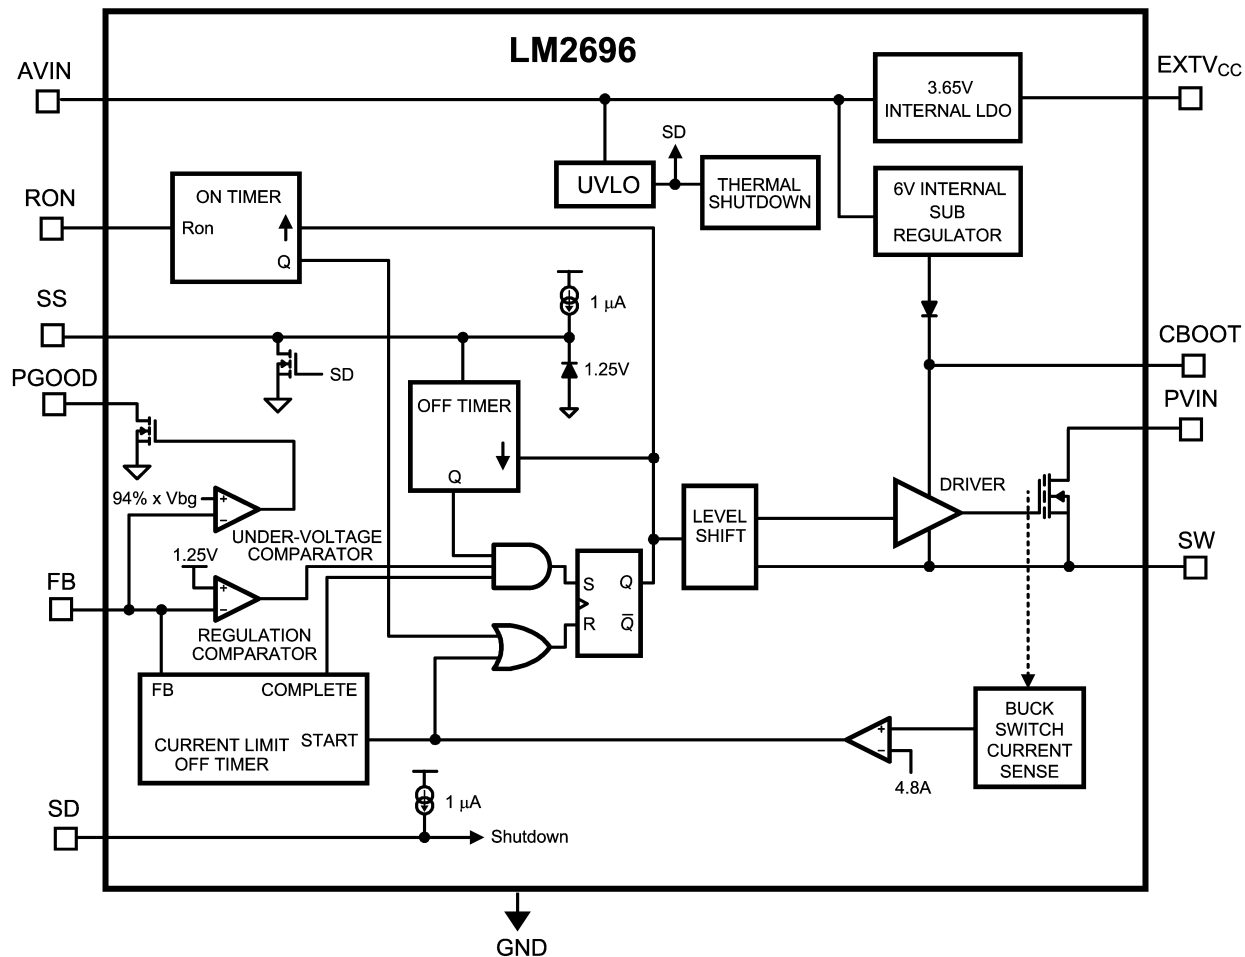 LM2696
AVIN
EXTVCC
3.65V
INTERNAL LDO
SD
UVLO
THERMAL
SHUTDOWN
6V INTERNAL
SUB
REGULATOR
RON
ON TIMER
Ron
Q
SS
1 μA
1.25V
SD
CBOOT
PGOOD
PVIN
OFF TIMER
Q
94% x Vbg
+
−
UNDER-VOLTAGE
COMPARATOR
LEVEL
SHIFT
DRIVER
SW
1.25V
+
−
FB
REGULATION
COMPARATOR
S
Q
R
Q̅
FB
COMPLETE
START
CURRENT LIMIT
OFF TIMER
+
−
4.8A
BUCK
SWITCH
CURRENT
SENSE
SD
1 μA
Shutdown
GND